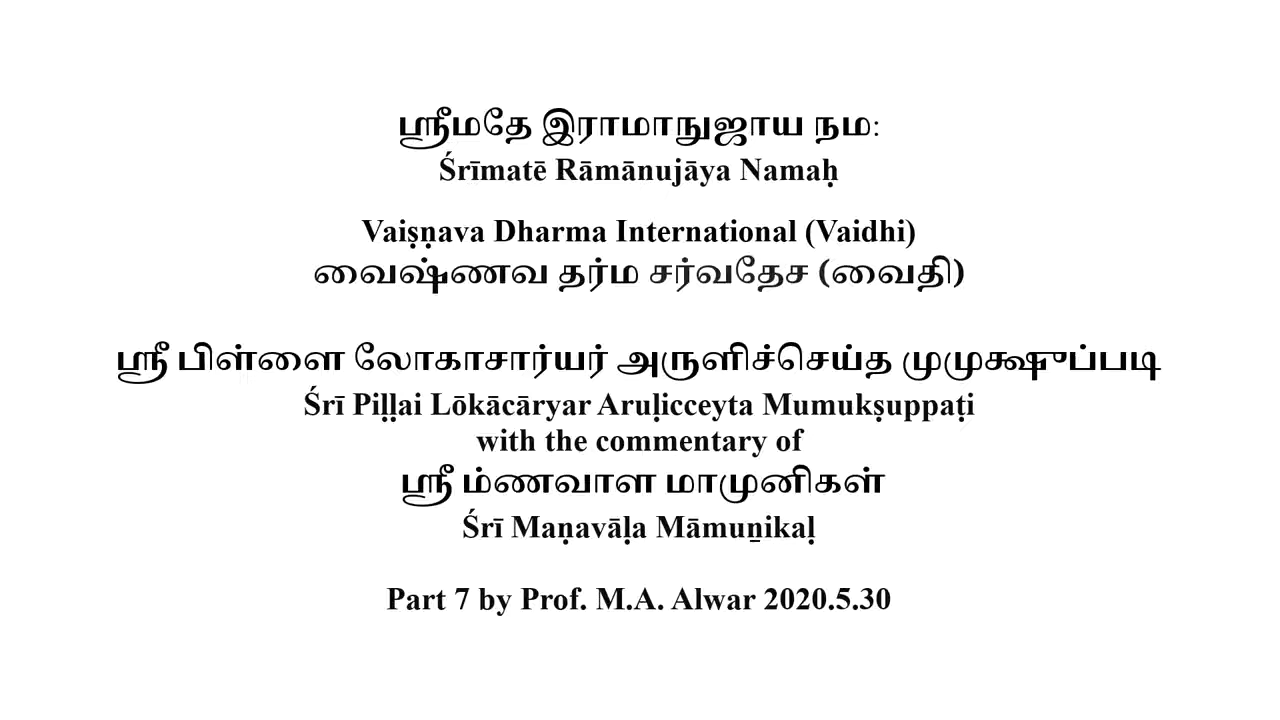 ஸ்ரீமதே இராமாநுஜாய நம:
Śrīmatē Rāmānujāya Namaḥ
Vaiṣṇava Dharma International (Vaidhi)
வைஷ்ணவ தர்ம சர்வதேச (வைதி)
ஸ்ரீ பிள்ளை லோகாசார்யர் அருளிச்செய்த முமுக்ஷுப்படி
Śrī Piḷḷai Lōkācāryar Aruḷicceyta Mumukṣuppaṭi
with the commentary of
ஸ்ரீ ம்ணவாள மாமுனிகள்
Śrī Maṇavāḷa Māmuṉikaḷ
Part 7 by Prof. M.A. Alwar 2020.5.30